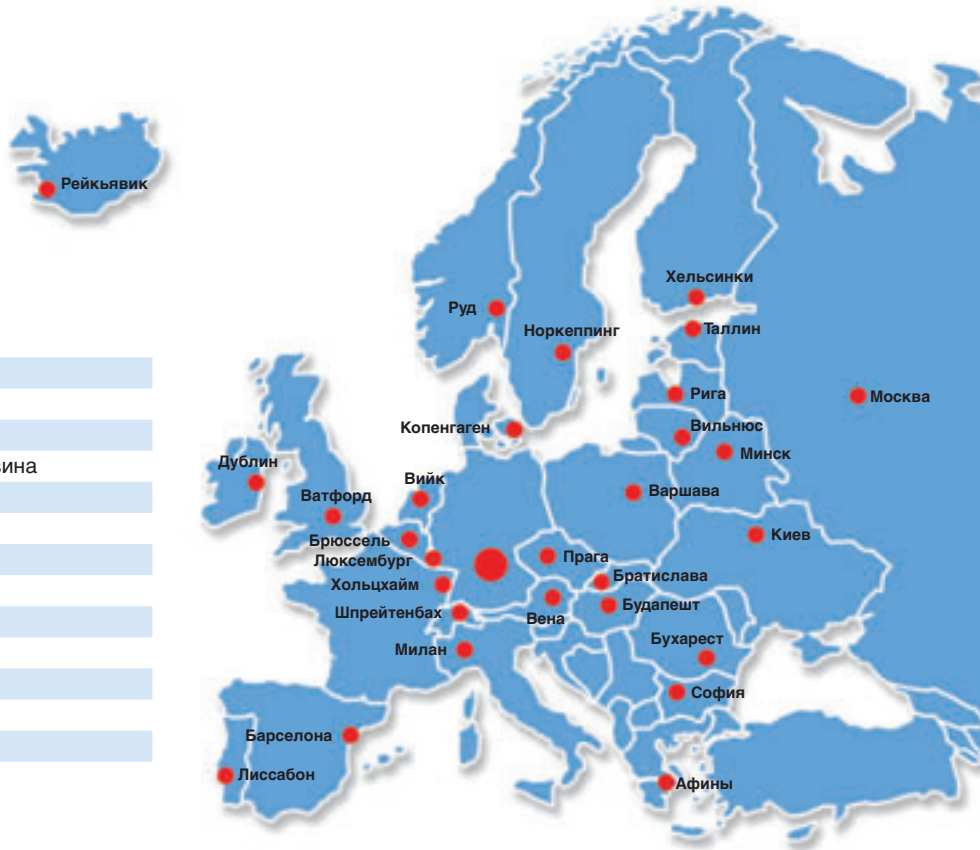 Рейкьявик
Хельсинки
Руд
Таллин
Норкеппинг
Рига
Москва
Копенгаген
Вильнюс
Минск
Дублин
Вийк
Ватфорд
Варшава
Брюссель
Киев
Люксембург
Прага
Хольцхайм
Братислава
Шпрейтенбах
Вена
Будапешт
Милан
Бухарест
София
Барселона
Лиссабон
Афины